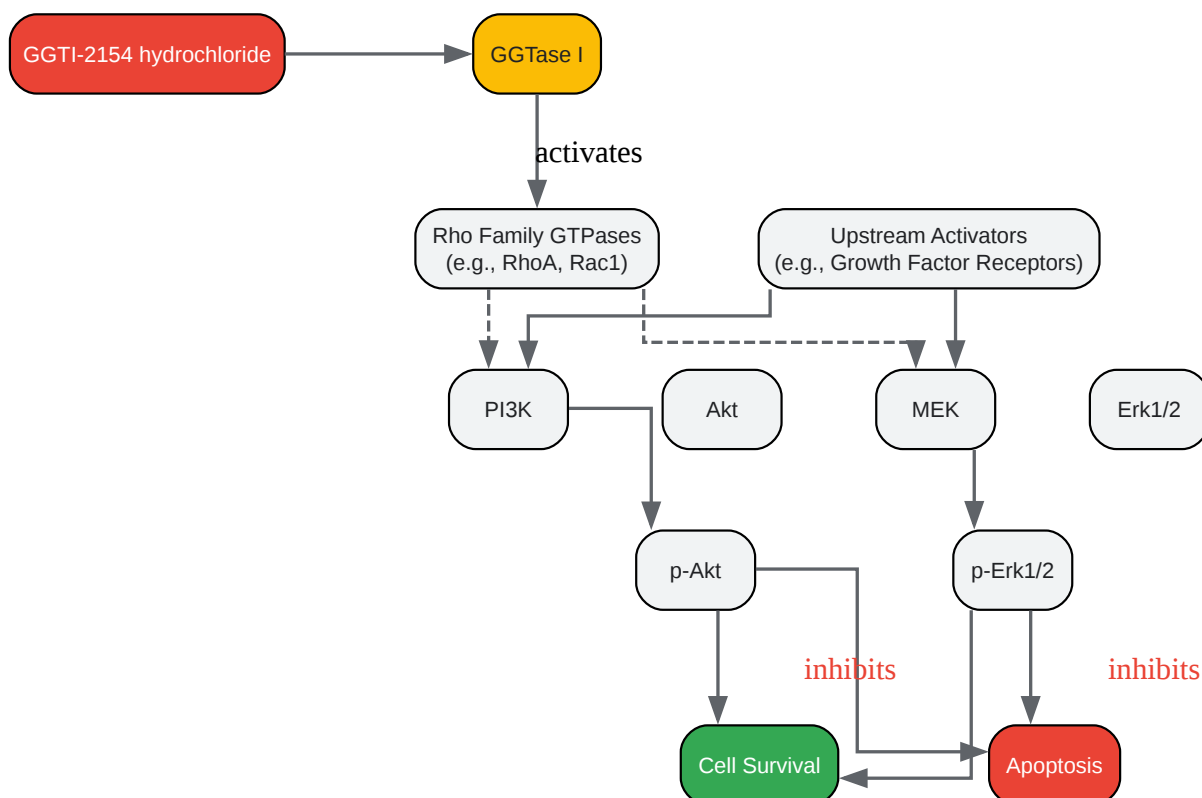 GGTI-2154 hydrochloride
GGTase I
activates
Rho Family GTPases
(e.g., RhoA, Rac1)
Upstream Activators
(e.g., Growth Factor Receptors)
PI3K
Akt
MEK
Erk1/2
p-Akt
p-Erk1/2
inhibits
inhibits
Cell Survival
Apoptosis